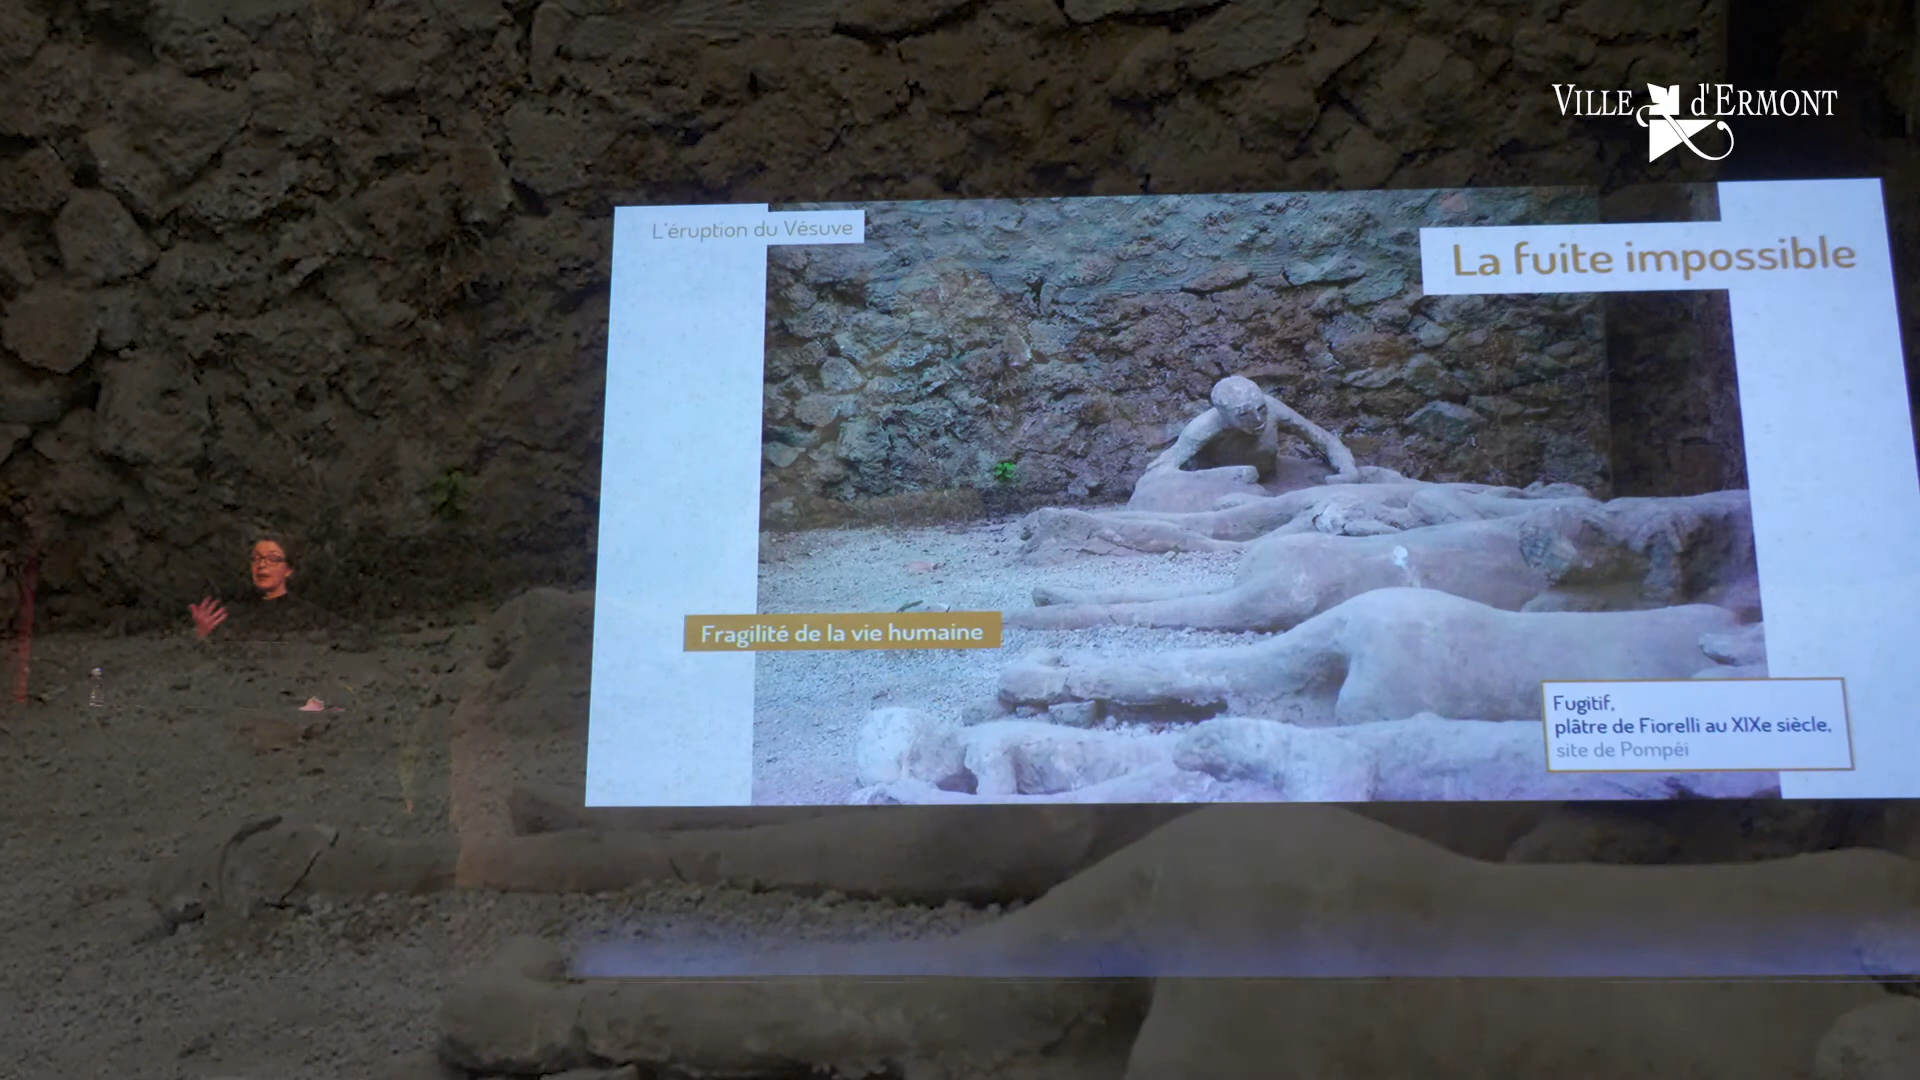 VILLE d'ERMONT
L'éruption du Vésuve
La fuite impossible
Fragilité de la vie humaine
Fugitif,
plâtre de Fiorelli au XIXe siècle,
site de Pompéi